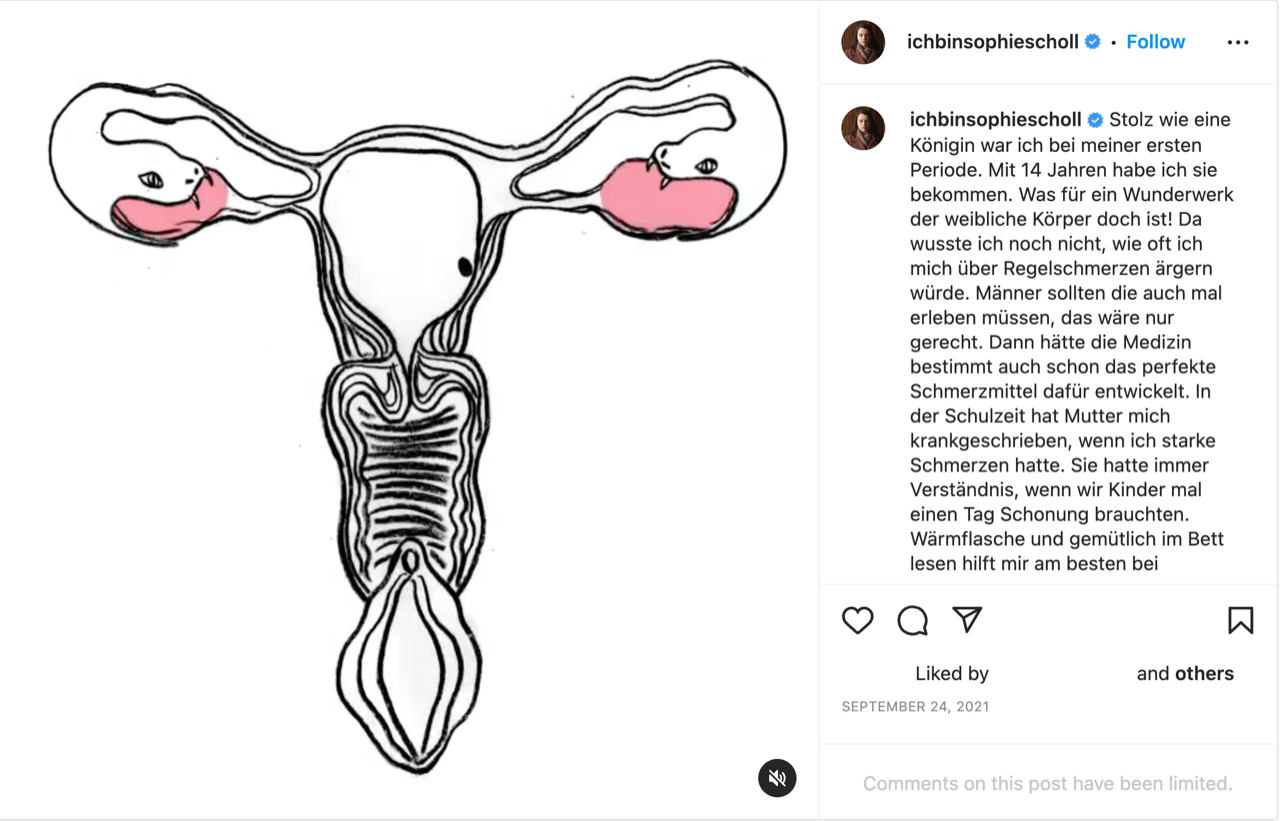 ichbinsophiescholl • Follow
ichbinsophiescholl Stolz wie eine
Königin war ich bei meiner ersten
Periode. Mit 14 Jahren habe ich sie
bekommen. Was für ein Wunderwerk
der weibliche Körper doch ist! Da
wusste ich noch nicht, wie oft ich
mich über Regelschmerzen ärgern
würde. Männer sollten die auch mal
erleben müssen, das wäre nur
gerecht. Dann hätte die Medizin
bestimmt auch schon das perfekte
Schmerzmittel dafür entwickelt. In
der Schulzeit hat Mutter mich
krankgeschrieben, wenn ich starke
Schmerzen hatte. Sie hatte immer
Verständnis, wenn wir Kinder mal
einen Tag Schonung brauchten.
Wärmflasche und gemütlich im Bett
lesen hilft mir am besten bei
Liked by and others
SEPTEMBER 24, 2021
Comments on this post have been limited.